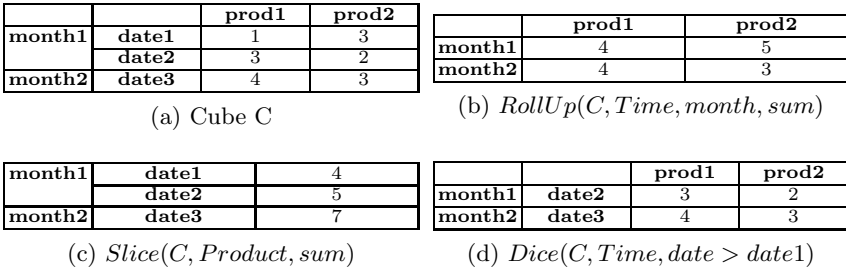 prod1 prod2
month1 date1 1 3
date2 3 2
month2 date3 4 3
(a) Cube C
prod1 prod2
month1 4 5
month2 4 3
(b) RollUp(C, Time, month, sum)
month1 date1 4
date2 5
month2 date3 7
(c) Slice(C, Product, sum)
prod1 prod2
month1 date2 3 2
month2 date3 4 3
(d) Dice(C, Time, date > date1)